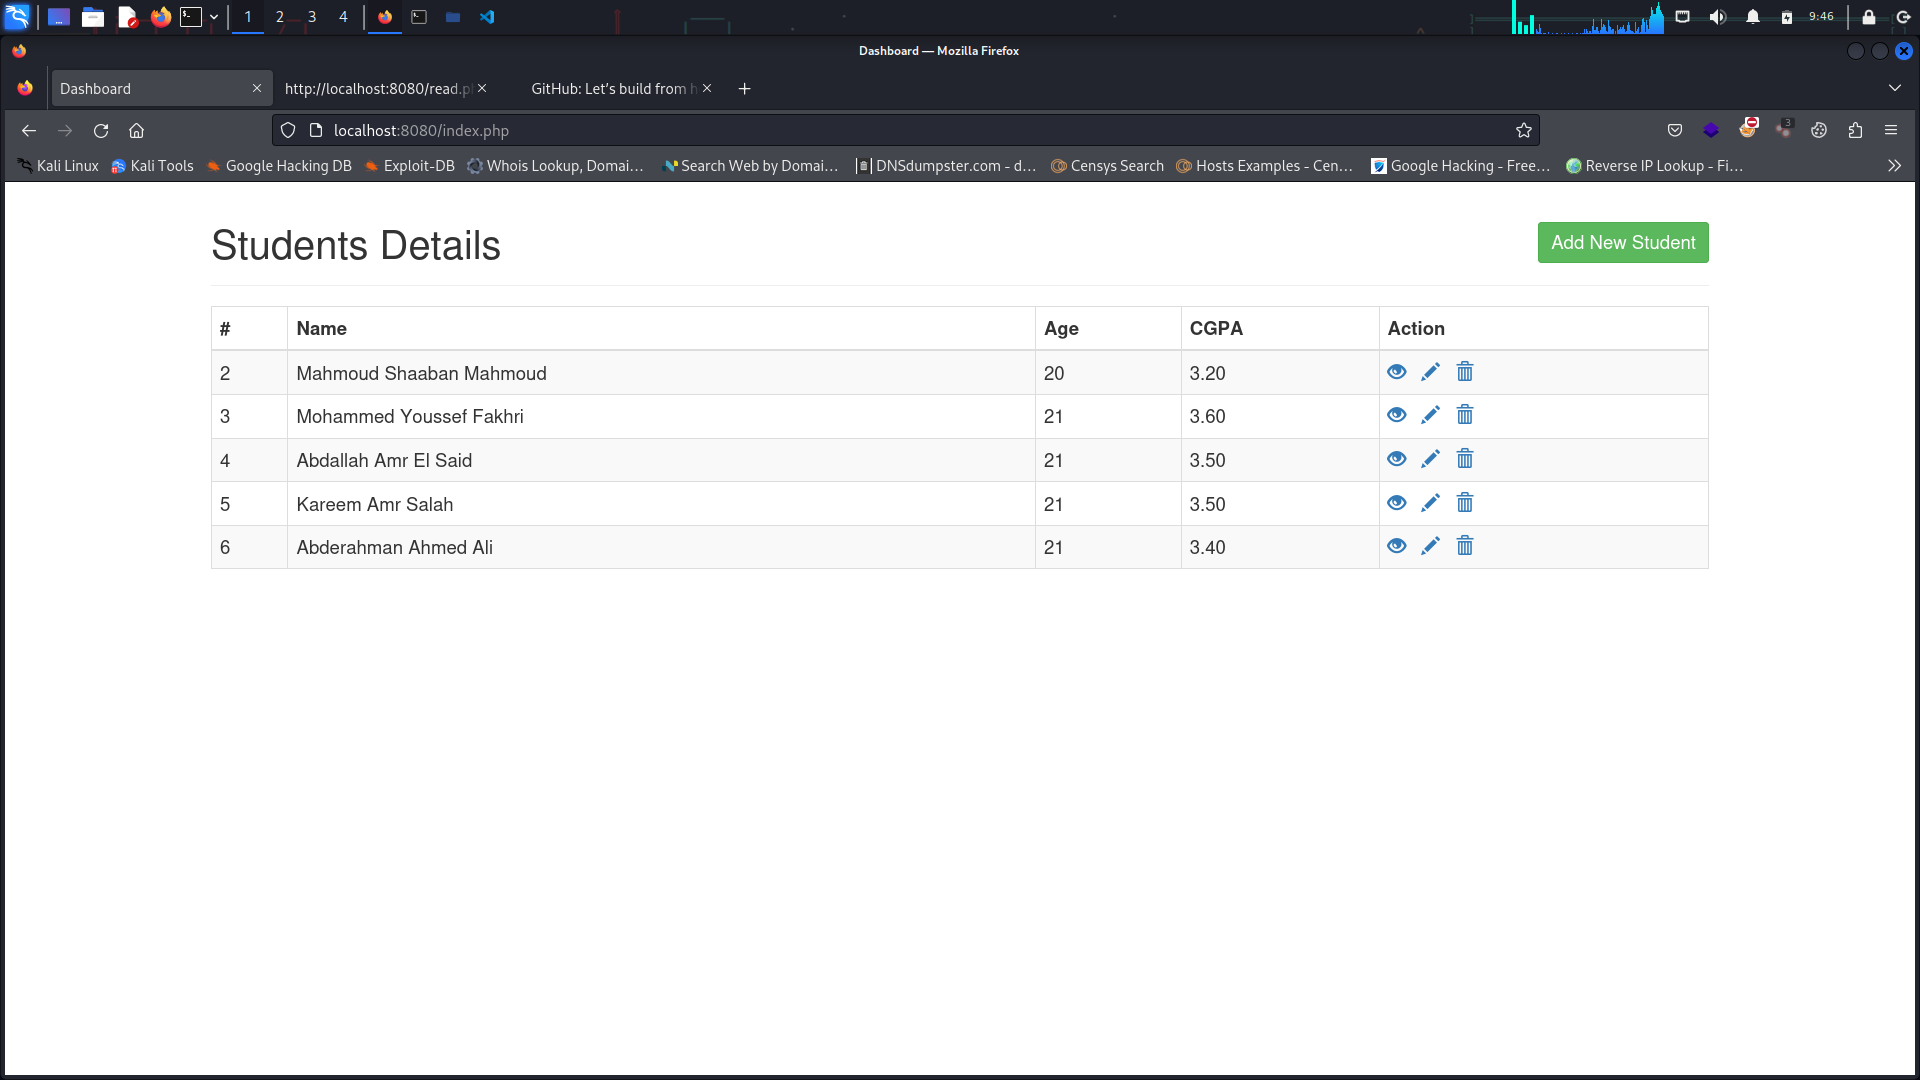 1 2 3 4 9:46
Dashboard — Mozilla Firefox
Dashboard http://localhost:8080/read.p GitHub: Let’s build from h
localhost:8080/index.php 3
Kali Linux Kali Tools Google Hacking DB Exploit-DB Whois Lookup, Domai… Search Web by Domai… DNSdumpster.com - d… Censys Search Hosts Examples - Cen… Google Hacking - Free… Reverse IP Lookup - Fi…
Students Details Add New Student
# Name Age CGPA Action
2 Mahmoud Shaaban Mahmoud 20 3.20
3 Mohammed Youssef Fakhri 21 3.60
4 Abdallah Amr El Said 21 3.50
5 Kareem Amr Salah 21 3.50
6 Abderahman Ahmed Ali 21 3.40